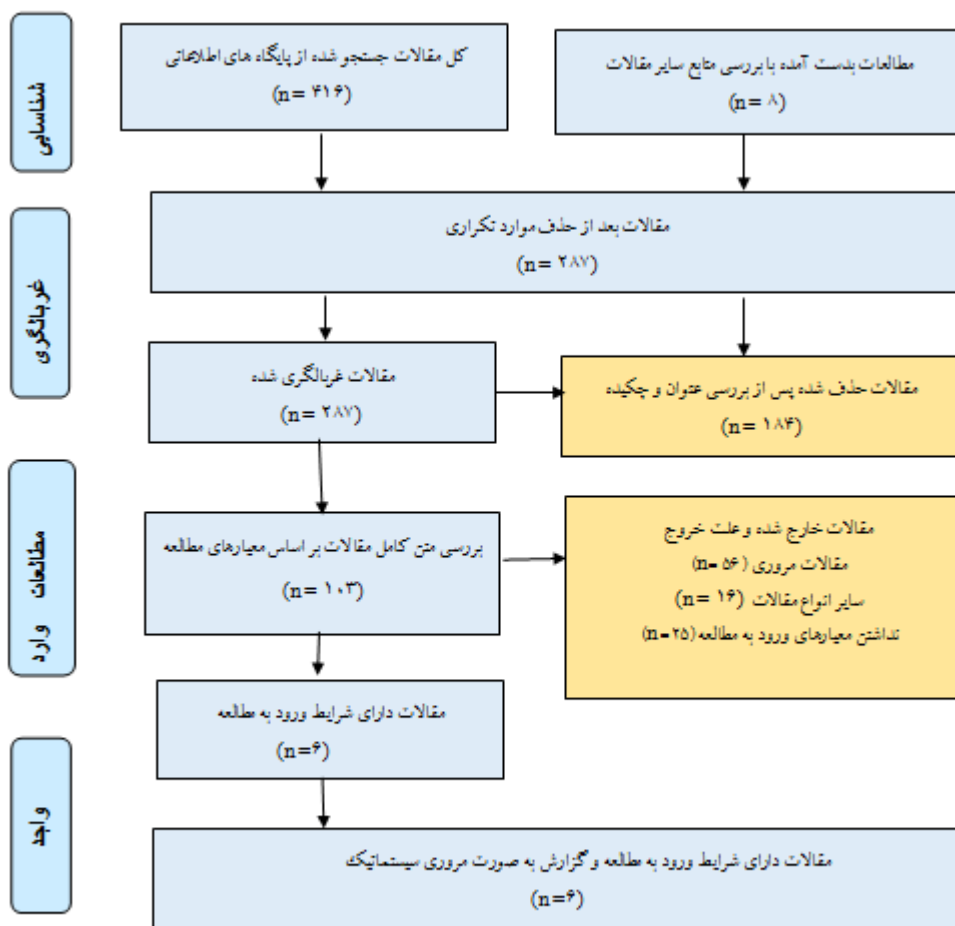 شناسایی
کل مقالات جستجو شده از پایگاه های اطلاعاتی
(n= ۴۱۶)
مطالعات بدست آمده با بررسی منابع سایر مقالات
(n= ۸)
غربالگری
مقالات بعد از حذف موارد تکراری
(n= ۲۸۷)
مقالات غربالگری شده
(n= ۲۸۷)
مقالات حذف شده پس از بررسی عنوان و چکیده
(n= ۱۸۴)
مطالعات وارد
بررسی متن کامل مقالات بر اساس معیارهای مطالعه
(n= ۱۰۳)
مقالات خارج شده و علت خروج
مقالات مروری (n= ۵۶)
سایر انواع مقالات (n= ۱۶)
نداشتن معیارهای ورود به مطالعه (n=۲۵)
مقالات دارای شرایط ورود به مطالعه
(n=۶)
واجد
مقالات دارای شرایط ورود به مطالعه و گزارش به صورت مروری سیستماتیک
(n=۶)